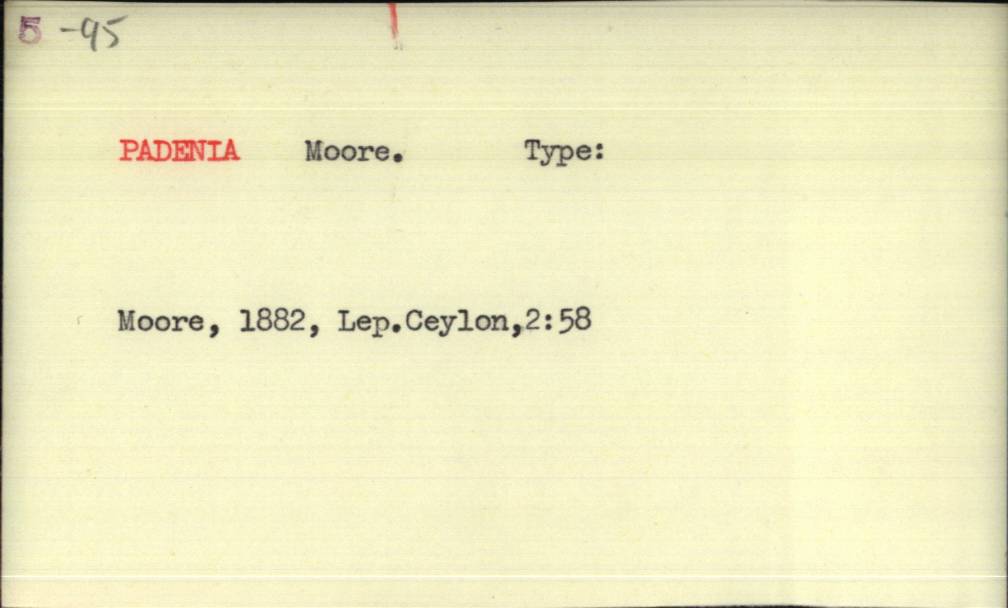 5 -95
PADENIA Moore. Type:
Moore, 1882, Lep.Ceylon,2:58